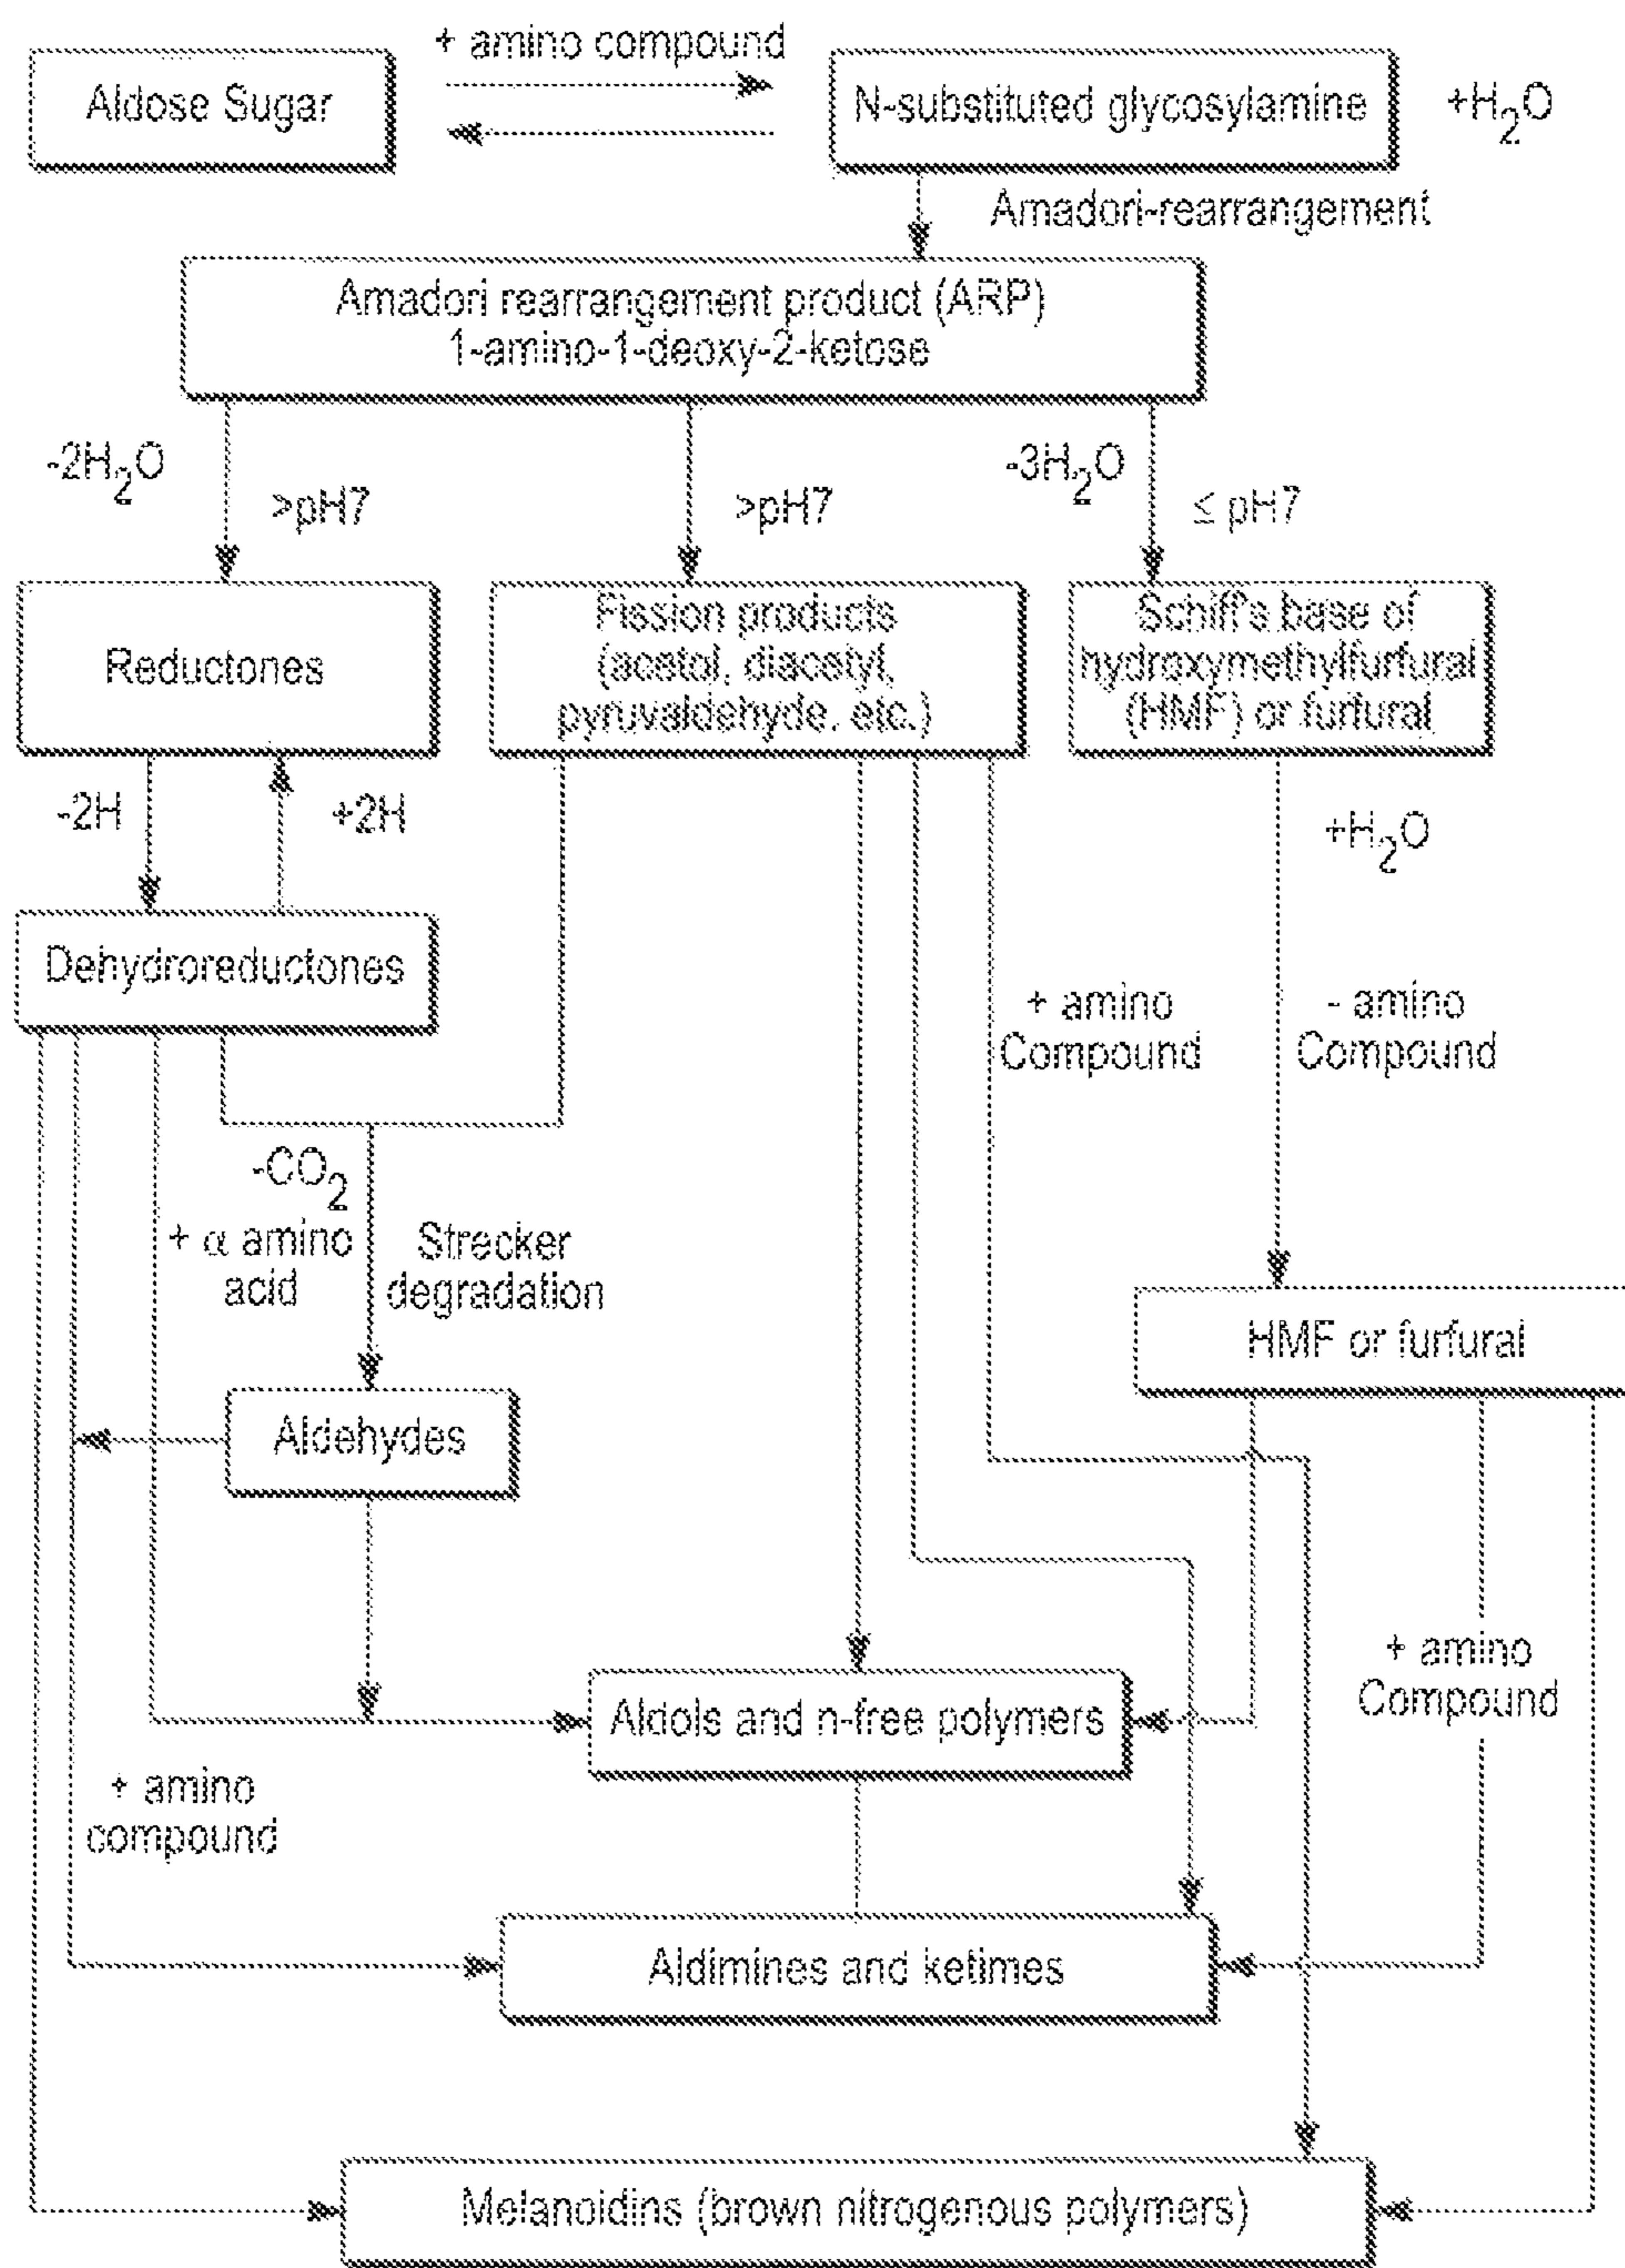 + amino compound
Aldose Sugar
N-substituted glycosylamine
+H₂O
Amadori-rearrangement
Amadori rearrangement product (ARP)
1-amino-1-deoxy-2-ketose
-2H₂O
>pH7
>pH7
-3H₂O
≤ pH7
Reductones
Fission products
(acetol, diacetyl,
pyruvaldehyde. etc.)
Schiff's base of
hydroxymethylfurfural
(HMF) or furfural
-2H
+2H
+H₂O
Dehydroreductones
+ amino
Compound
- amino
Compound
-CO₂
+ α amino
acid
Strecker
degradation
HMF or furfural
Aldehydes
+ amino
Compound
Aldols and n-free polymers
+ amino
compound
Aldimines and ketimes
Melanoidins (brown nitrogenous polymers)